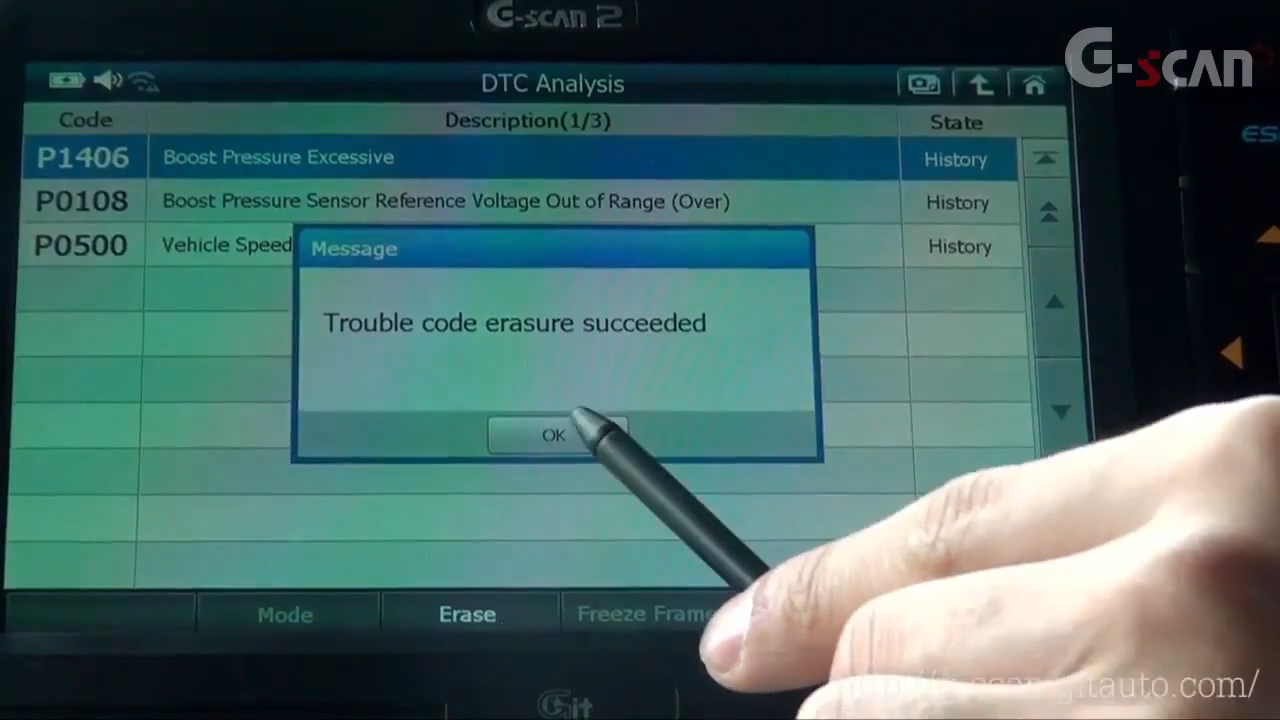 G-SCAN 2
G-SCAN
DTC Analysis
Code Description(1/3) State
P1406 Boost Pressure Excessive History
P0108 Boost Pressure Sensor Reference Voltage Out of Range (Over) History
P0500 Vehicle Speed History
Message
Trouble code erasure succeeded
OK
Mode Erase Freeze Frame
Git